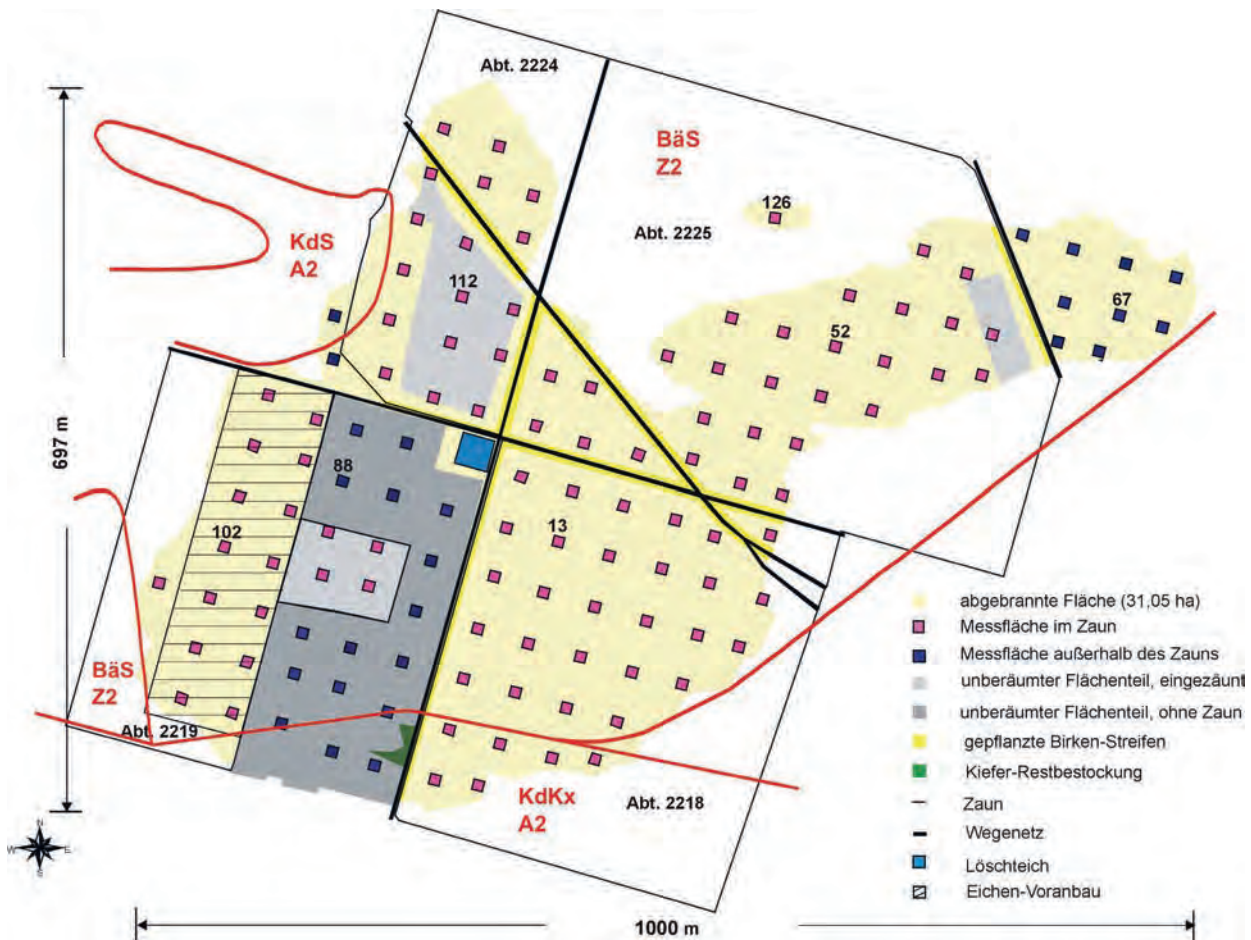 Abt. 2224
BäS
Z2
126
Abt. 2225
KdS
A2
112
67
52
697 m
88
102
13
abgebrannte Fläche (31,05 ha)
Messfläche im Zaun
Messfläche außerhalb des Zauns
unberäumter Flächenteil, eingezäunt
unberäumter Flächenteil, ohne Zaun
gepflanzte Birken-Streifen
Kiefer-Restbestockung
Zaun
Wegenetz
Löschteich
Eichen-Voranbau
BäS
Z2
Abt. 2219
KdKx
A2
Abt. 2218
N
W E
S
1000 m